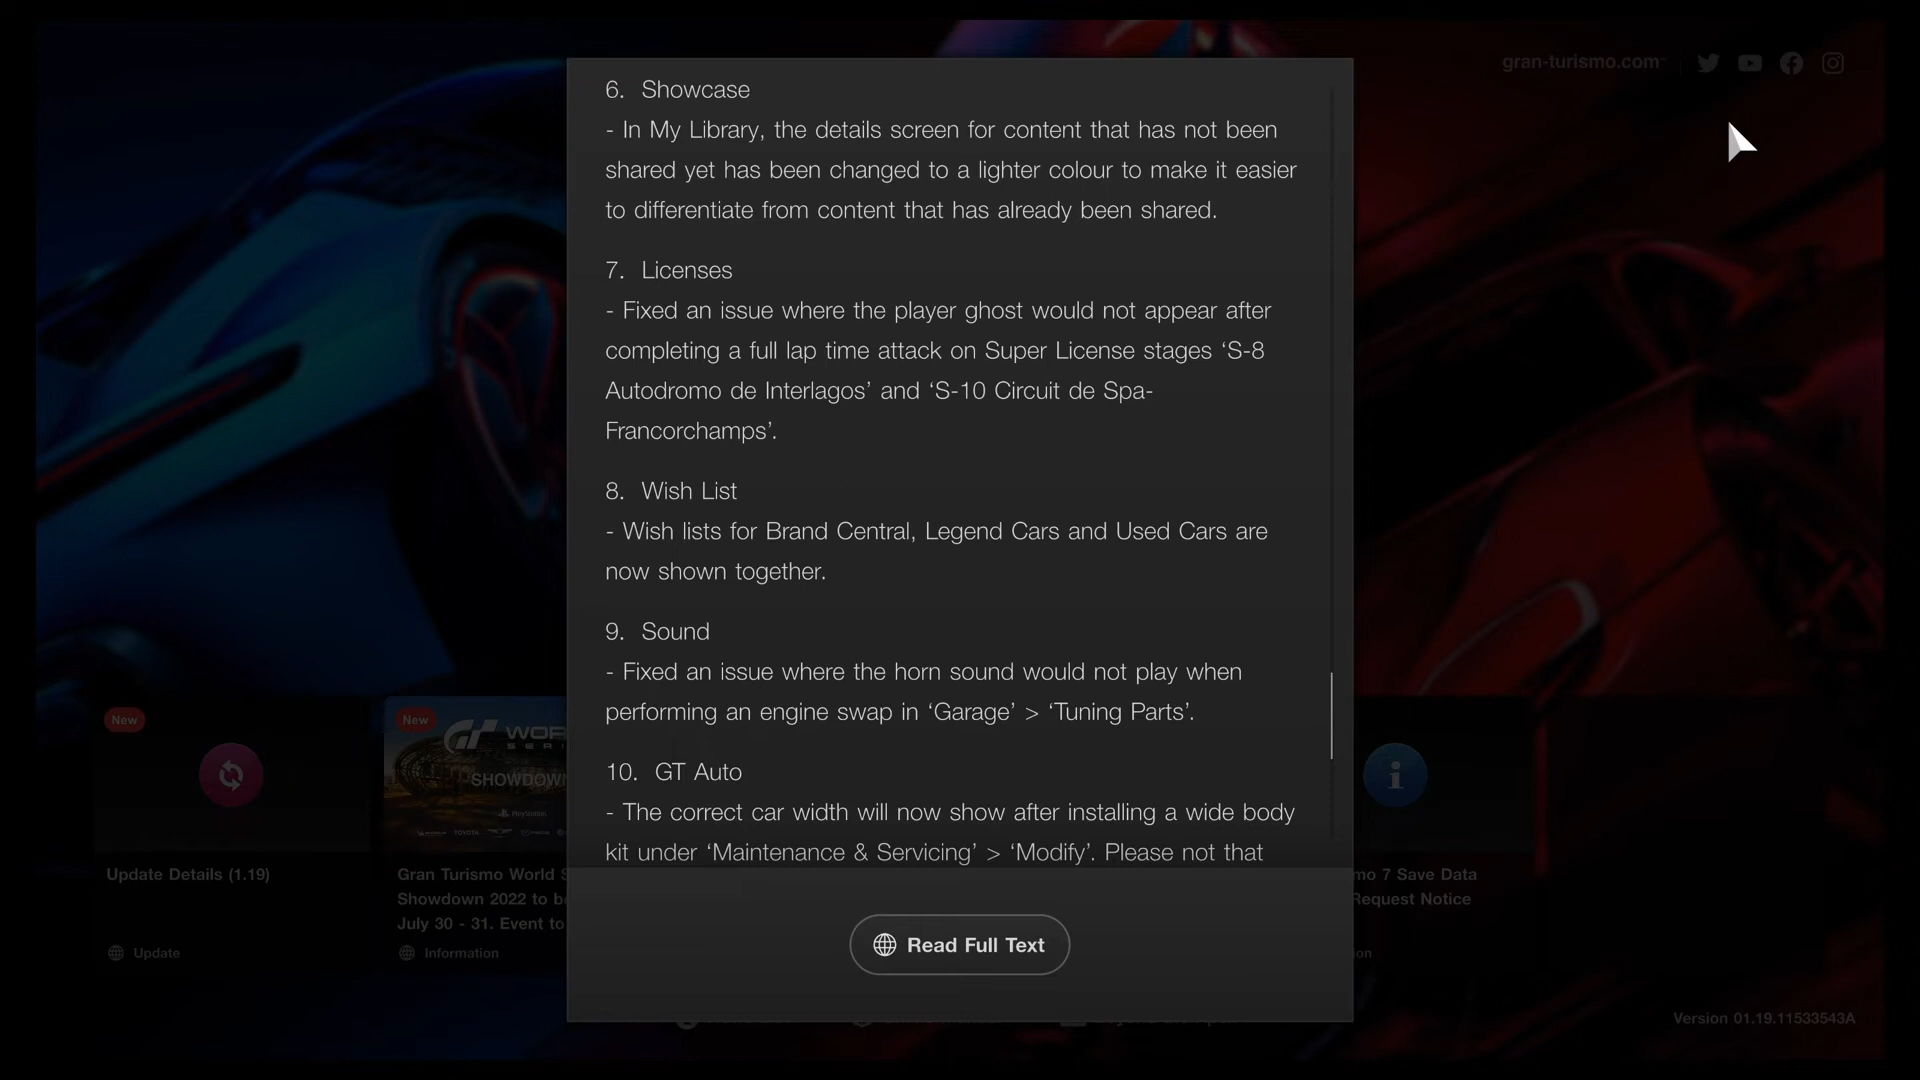 gran-turismo.com
6. Showcase
- In My Library, the details screen for content that has not been
shared yet has been changed to a lighter colour to make it easier
to differentiate from content that has already been shared.
7. Licenses
- Fixed an issue where the player ghost would not appear after
completing a full lap time attack on Super License stages ‘S-8
Autodromo de Interlagos’ and ‘S-10 Circuit de Spa-
Francorchamps’.
8. Wish List
- Wish lists for Brand Central, Legend Cars and Used Cars are
now shown together.
9. Sound
- Fixed an issue where the horn sound would not play when
performing an engine swap in ‘Garage’ > ‘Tuning Parts’.
10. GT Auto
- The correct car width will now show after installing a wide body
kit under ‘Maintenance & Servicing’ > ‘Modify’. Please not that
Read Full Text
New
Update Details (1.19)
Update
New
SHOWDOWN
PlayStation
TOYOTA
Gran Turismo World S
Showdown 2022 to b
July 30 - 31. Event to
Information
mo 7 Save Data
Request Notice
on
Version 01.19.11533543A